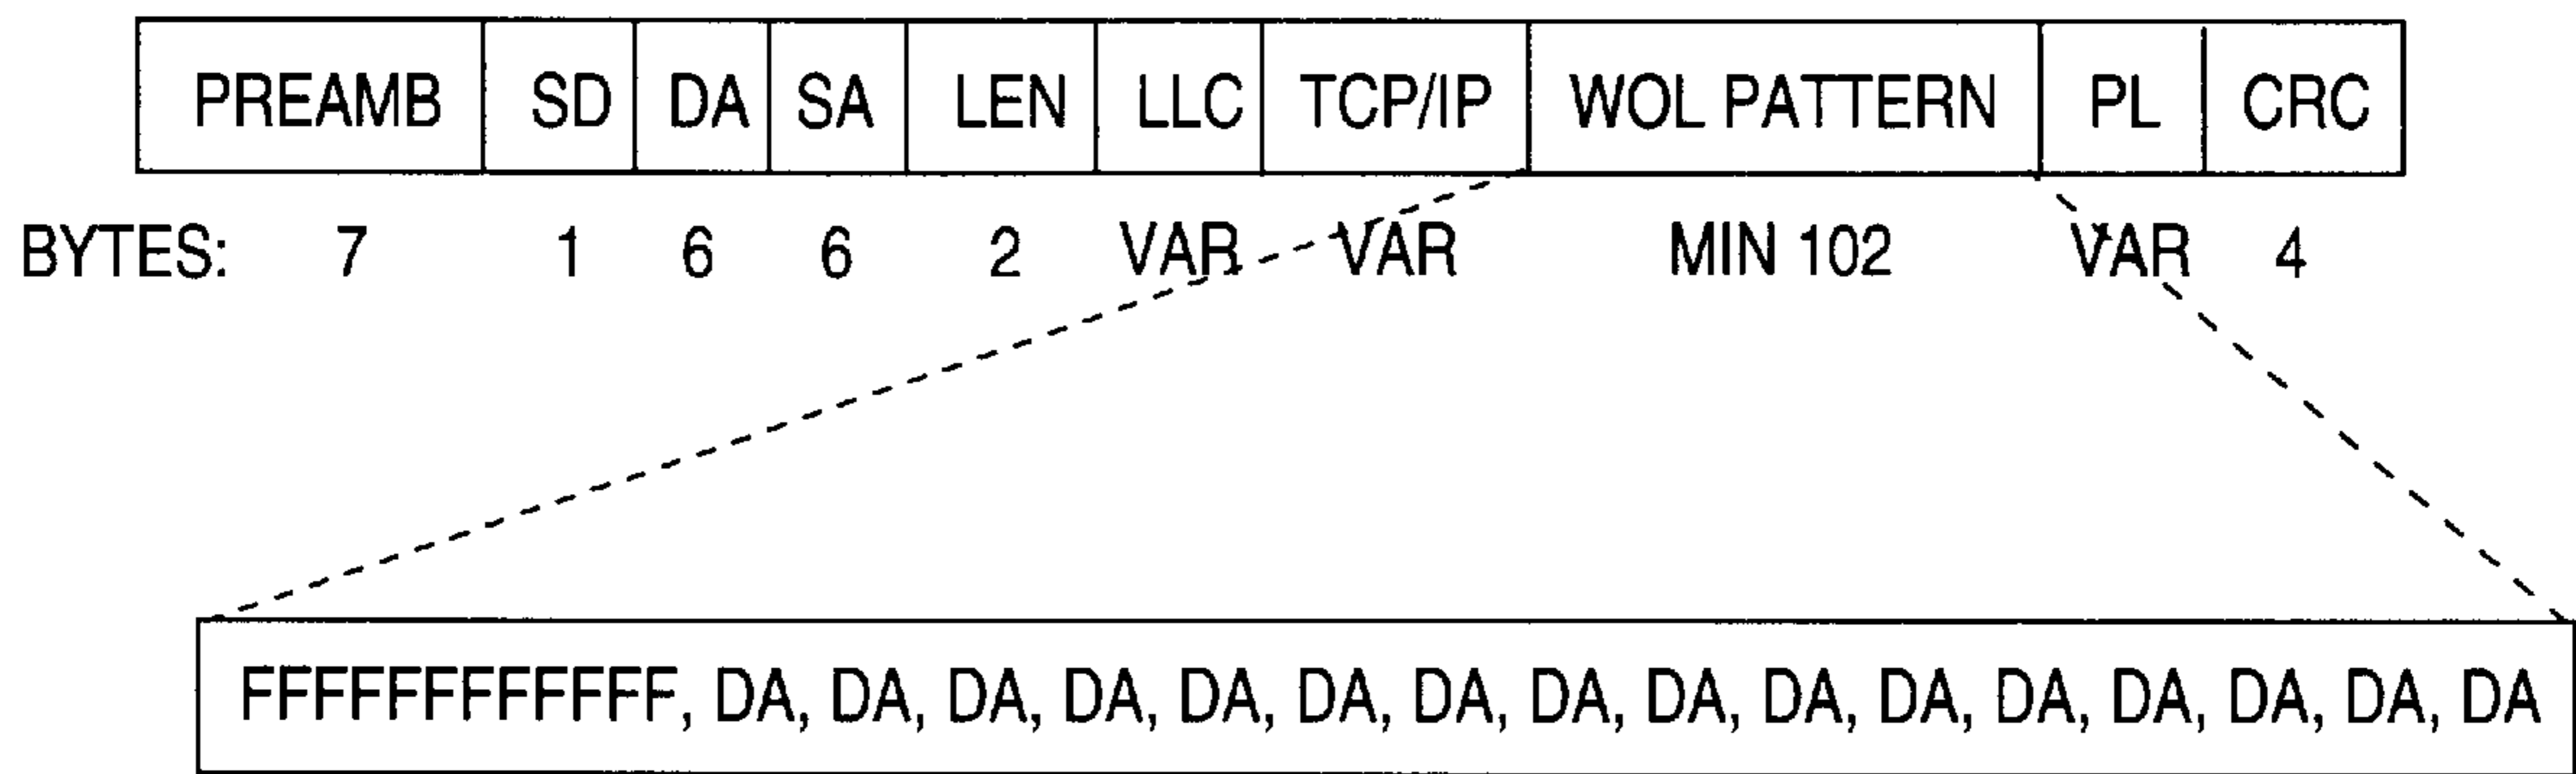 PREAMB SD DA SA LEN LLC TCP/IP WOL PATTERN PL CRC
BYTES: 7 1 6 6 2 VAR VAR MIN 102 VAR 4
FFFFFFFFFFFF, DA, DA, DA, DA, DA, DA, DA, DA, DA, DA, DA, DA, DA, DA, DA, DA